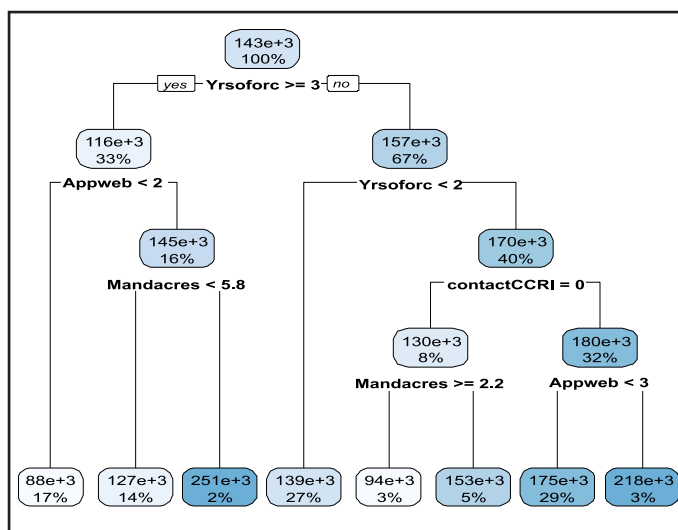 143e+3
100%
yes Yrsoforc >= 3 no
116e+3
33%
157e+3
67%
Appweb < 2
Yrsoforc < 2
145e+3
16%
170e+3
40%
Mandacres < 5.8
contactCCRI = 0
130e+3
8%
180e+3
32%
Mandacres >= 2.2
Appweb < 3
88e+3
17%
127e+3
14%
251e+3
2%
139e+3
27%
94e+3
3%
153e+3
5%
175e+3
29%
218e+3
3%